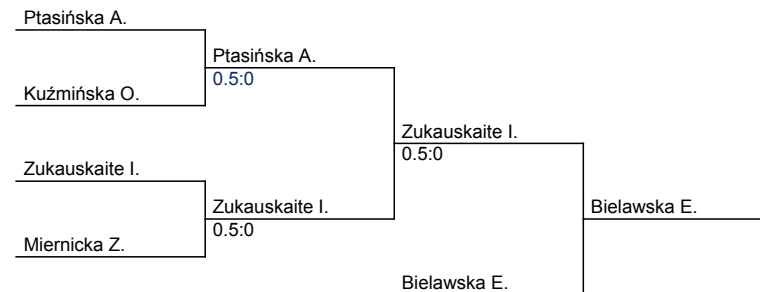 Ptasińska A.
Ptasińska A.
0.5:0
Kuźmińska O.
Zukauskaite I.
0.5:0
Zukauskaite I.
Zukauskaite I.
0.5:0
Bielawska E.
Miernicka Z.
Bielawska E.